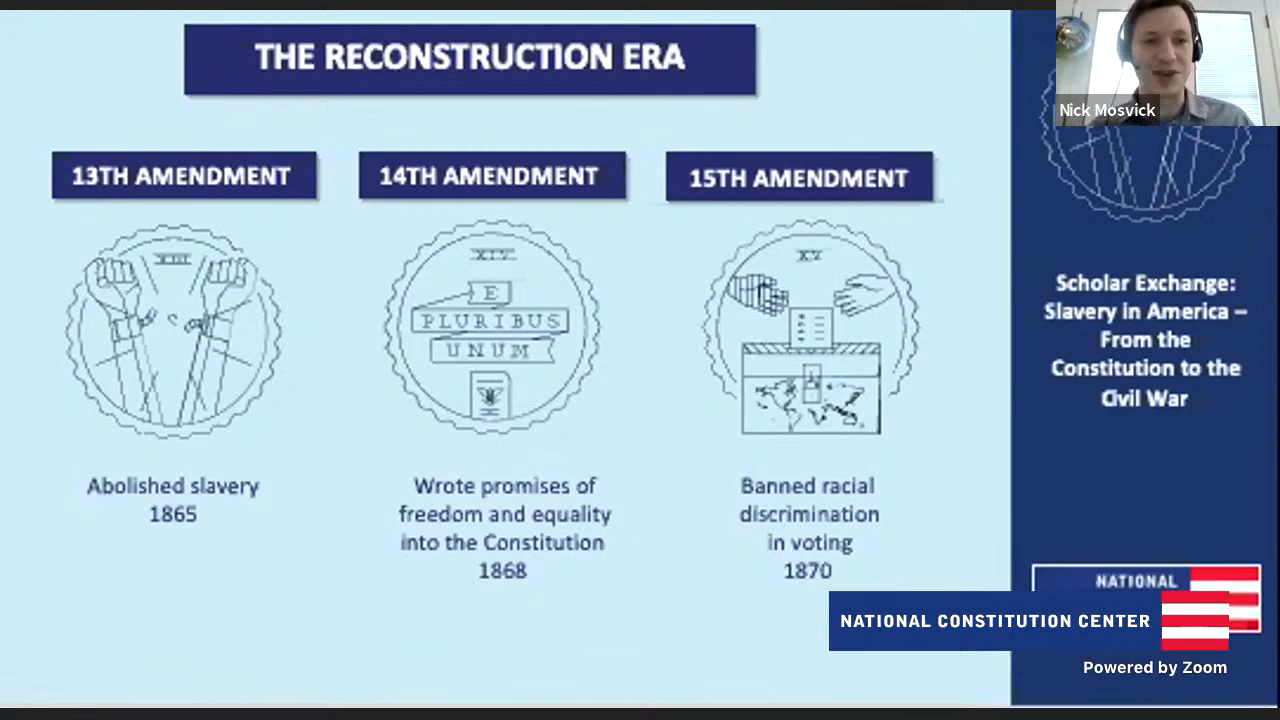 THE RECONSTRUCTION ERA
Nick Mosvick
13TH AMENDMENT
14TH AMENDMENT
15TH AMENDMENT
XIII
XIV
XV
E
PLURIBUS
UNUM
Abolished slavery
1865
Wrote promises of
freedom and equality
into the Constitution
1868
Banned racial
discrimination
in voting
1870
Scholar Exchange:
Slavery in America –
From the
Constitution to the
Civil War
NATIONAL
NATIONAL CONSTITUTION CENTER
Powered by Zoom